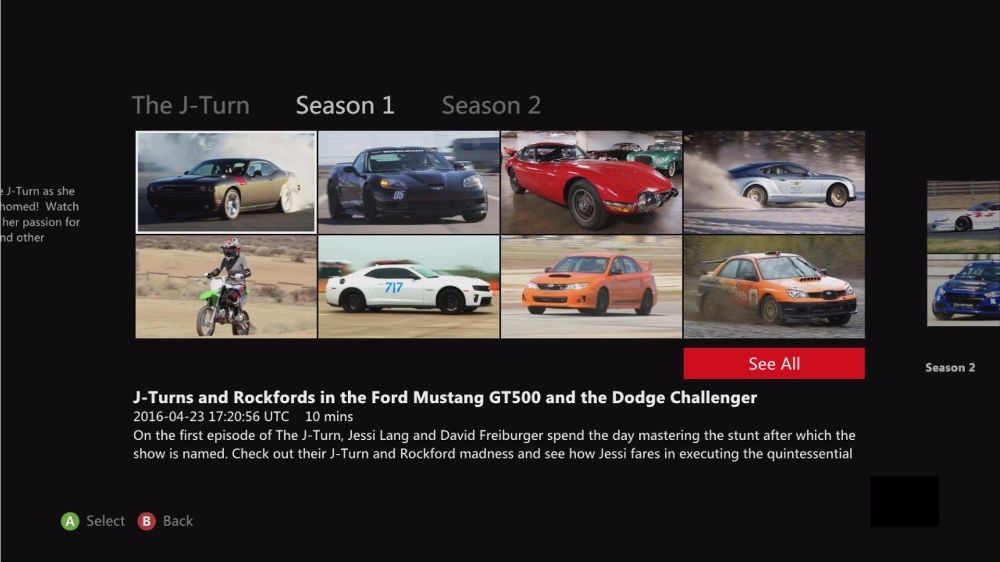 The J-Turn Season 1 Season 2
e J-Turn as she
homed! Watch
her passion for
nd other
05
717
Season 2
See All
J-Turns and Rockfords in the Ford Mustang GT500 and the Dodge Challenger
2016-04-23 17:20:56 UTC 10 mins
On the first episode of The J-Turn, Jessi Lang and David Freiburger spend the day mastering the stunt after which the
show is named. Check out their J-Turn and Rockford madness and see how Jessi fares in executing the quintessential
A Select B Back